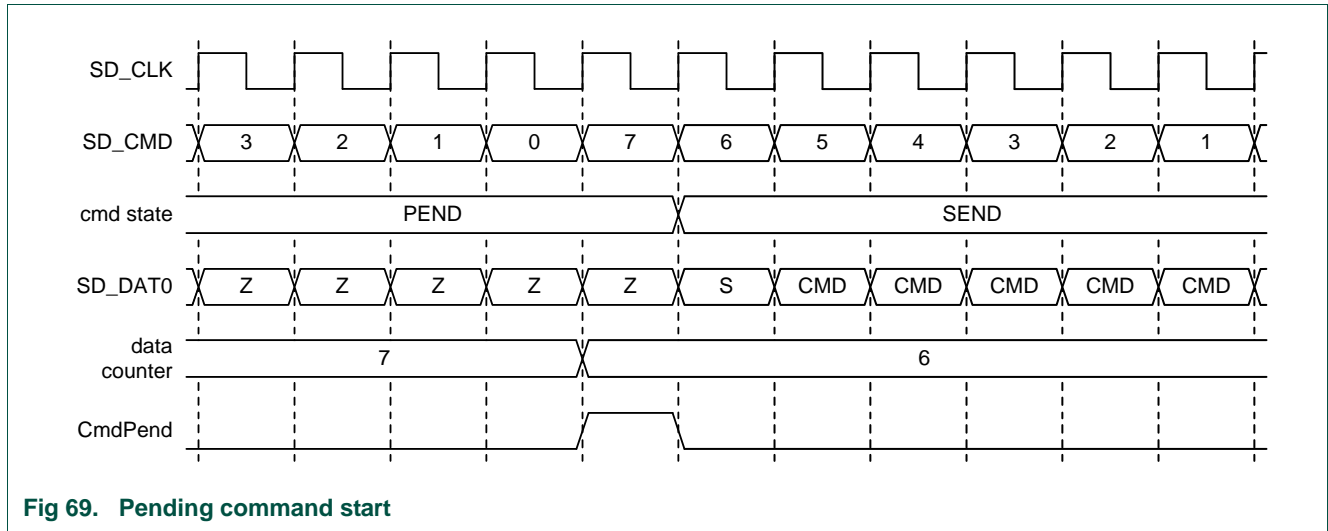 SD_CLK
SD_CMD 3 2 1 0 7 6 5 4 3 2 1
cmd state PEND SEND
SD_DAT0 Z Z Z Z Z S CMD CMD CMD CMD CMD
data
counter 7 6
CmdPend
Fig 69. Pending command start